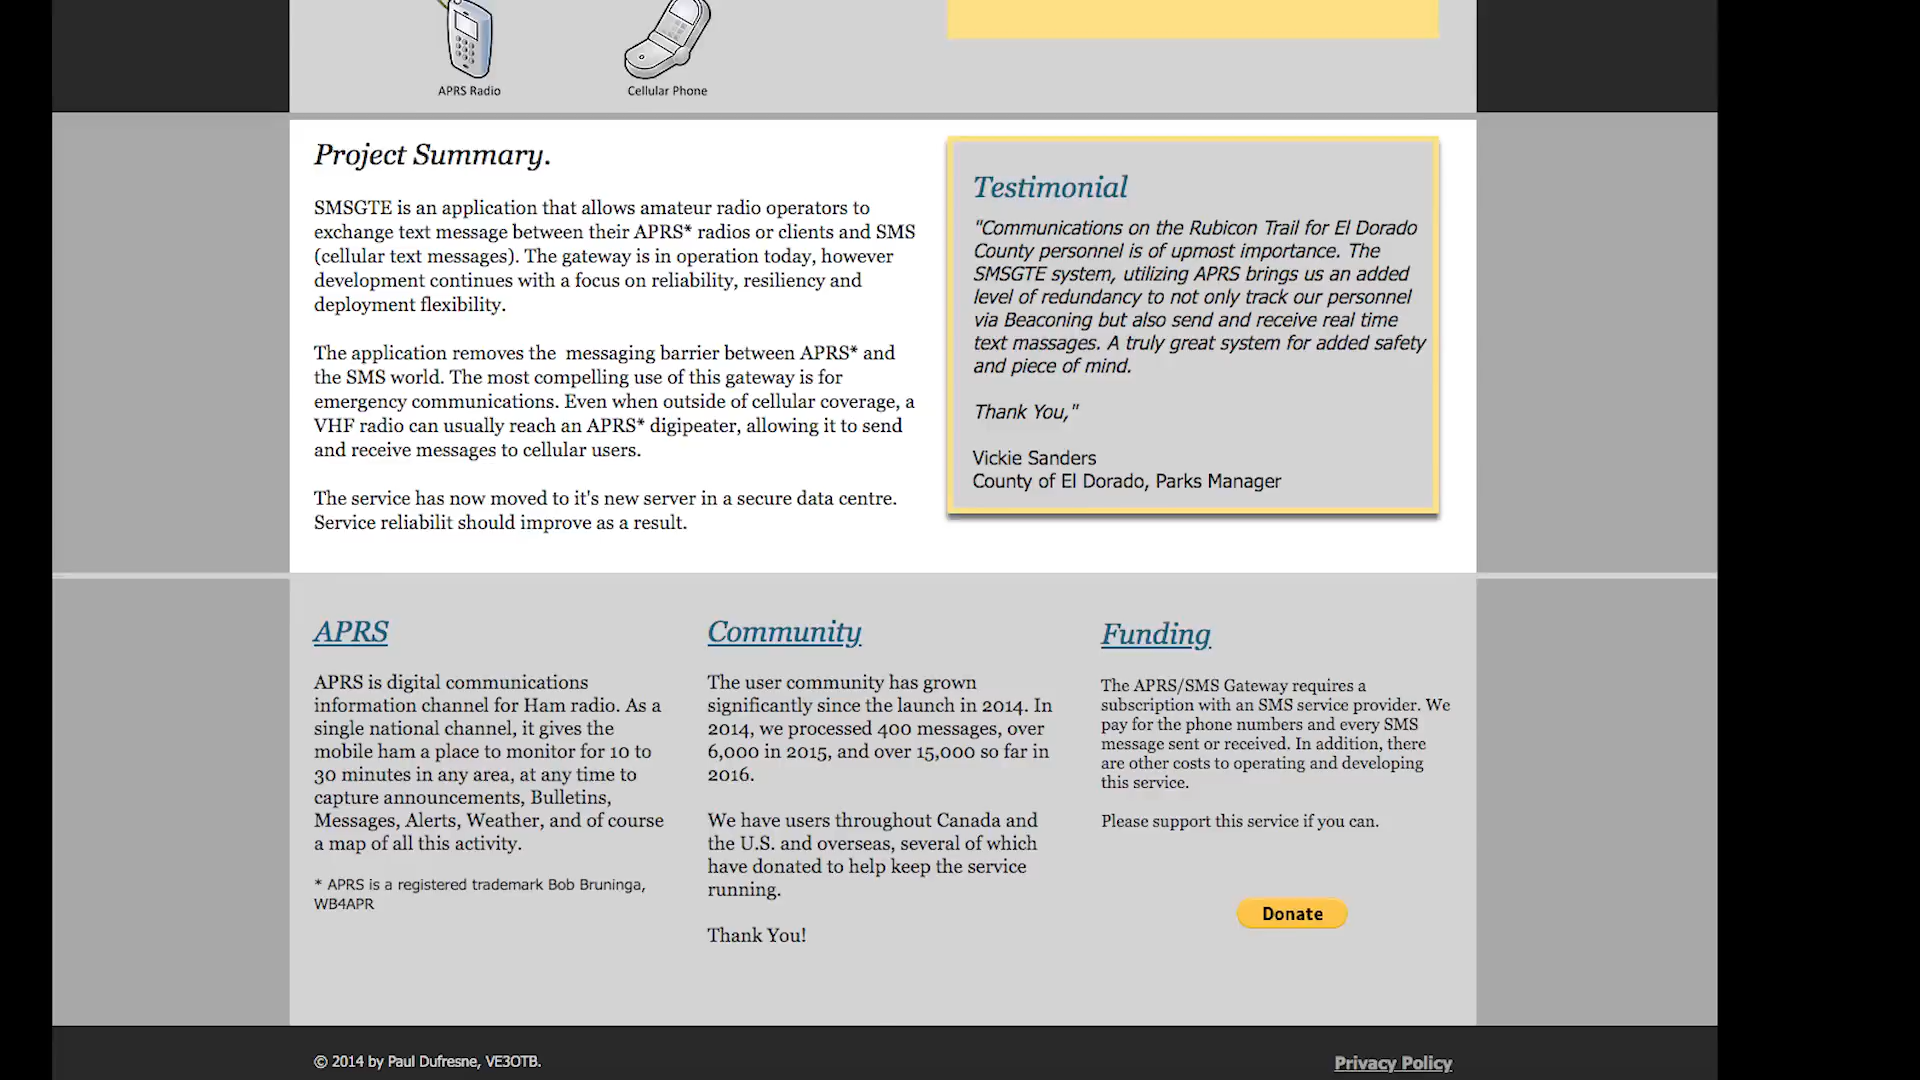 APRS Radio
Cellular Phone
Project Summary.
SMSGTE is an application that allows amateur radio operators to
exchange text message between their APRS* radios or clients and SMS
(cellular text messages). The gateway is in operation today, however
development continues with a focus on reliability, resiliency and
deployment flexibility.
The application removes the  messaging barrier between APRS* and
the SMS world. The most compelling use of this gateway is for
emergency communications. Even when outside of cellular coverage, a
VHF radio can usually reach an APRS* digipeater, allowing it to send
and receive messages to cellular users.
The service has now moved to it's new server in a secure data centre.
Service reliabilit should improve as a result.
Testimonial
"Communications on the Rubicon Trail for El Dorado
County personnel is of upmost importance. The
SMSGTE system, utilizing APRS brings us an added
level of redundancy to not only track our personnel
via Beaconing but also send and receive real time
text massages. A truly great system for added safety
and piece of mind.
Thank You,"
Vickie Sanders
County of El Dorado, Parks Manager
APRS
APRS is digital communications
information channel for Ham radio. As a
single national channel, it gives the
mobile ham a place to monitor for 10 to
30 minutes in any area, at any time to
capture announcements, Bulletins,
Messages, Alerts, Weather, and of course
a map of all this activity.
* APRS is a registered trademark Bob Bruninga,
WB4APR
Community
The user community has grown
significantly since the launch in 2014. In
2014, we processed 400 messages, over
6,000 in 2015, and over 15,000 so far in
2016.
We have users throughout Canada and
the U.S. and overseas, several of which
have donated to help keep the service
running.
Thank You!
Funding
The APRS/SMS Gateway requires a
subscription with an SMS service provider. We
pay for the phone numbers and every SMS
message sent or received. In addition, there
are other costs to operating and developing
this service.
Please support this service if you can.
Donate
© 2014 by Paul Dufresne, VE3OTB.
Privacy Policy